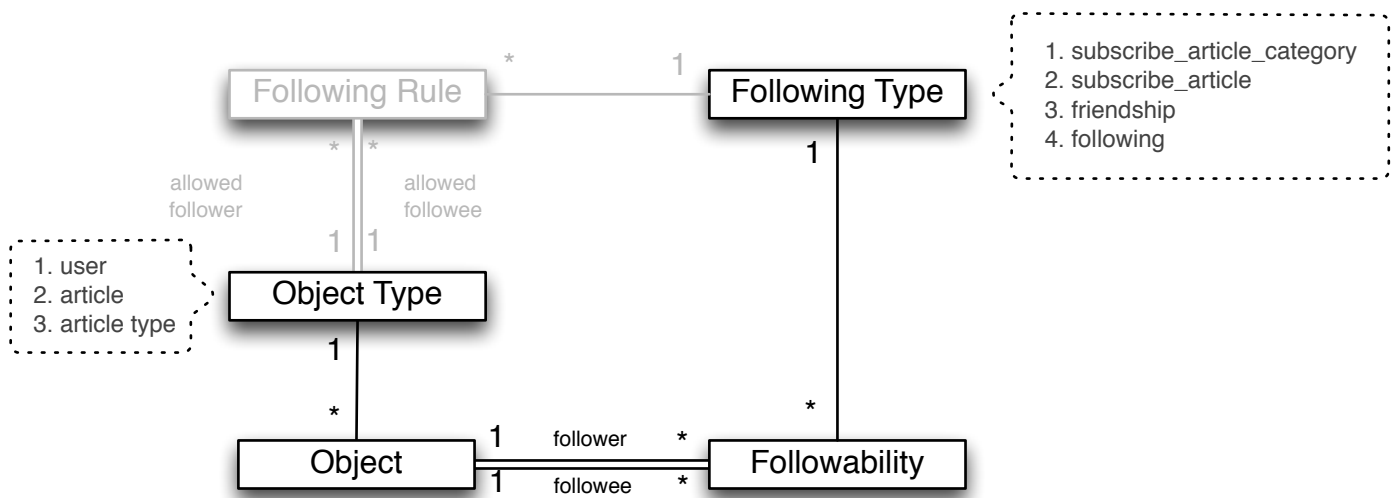 * 1
Following Rule
Following Type
1. subscribe_article_category
2. subscribe_article
3. friendship
4. following
* *
1
allowed
follower
allowed
followee
1 1
1. user
2. article
3. article type
Object Type
1
*
*
1 follower *
Object
Followability
1 followee *